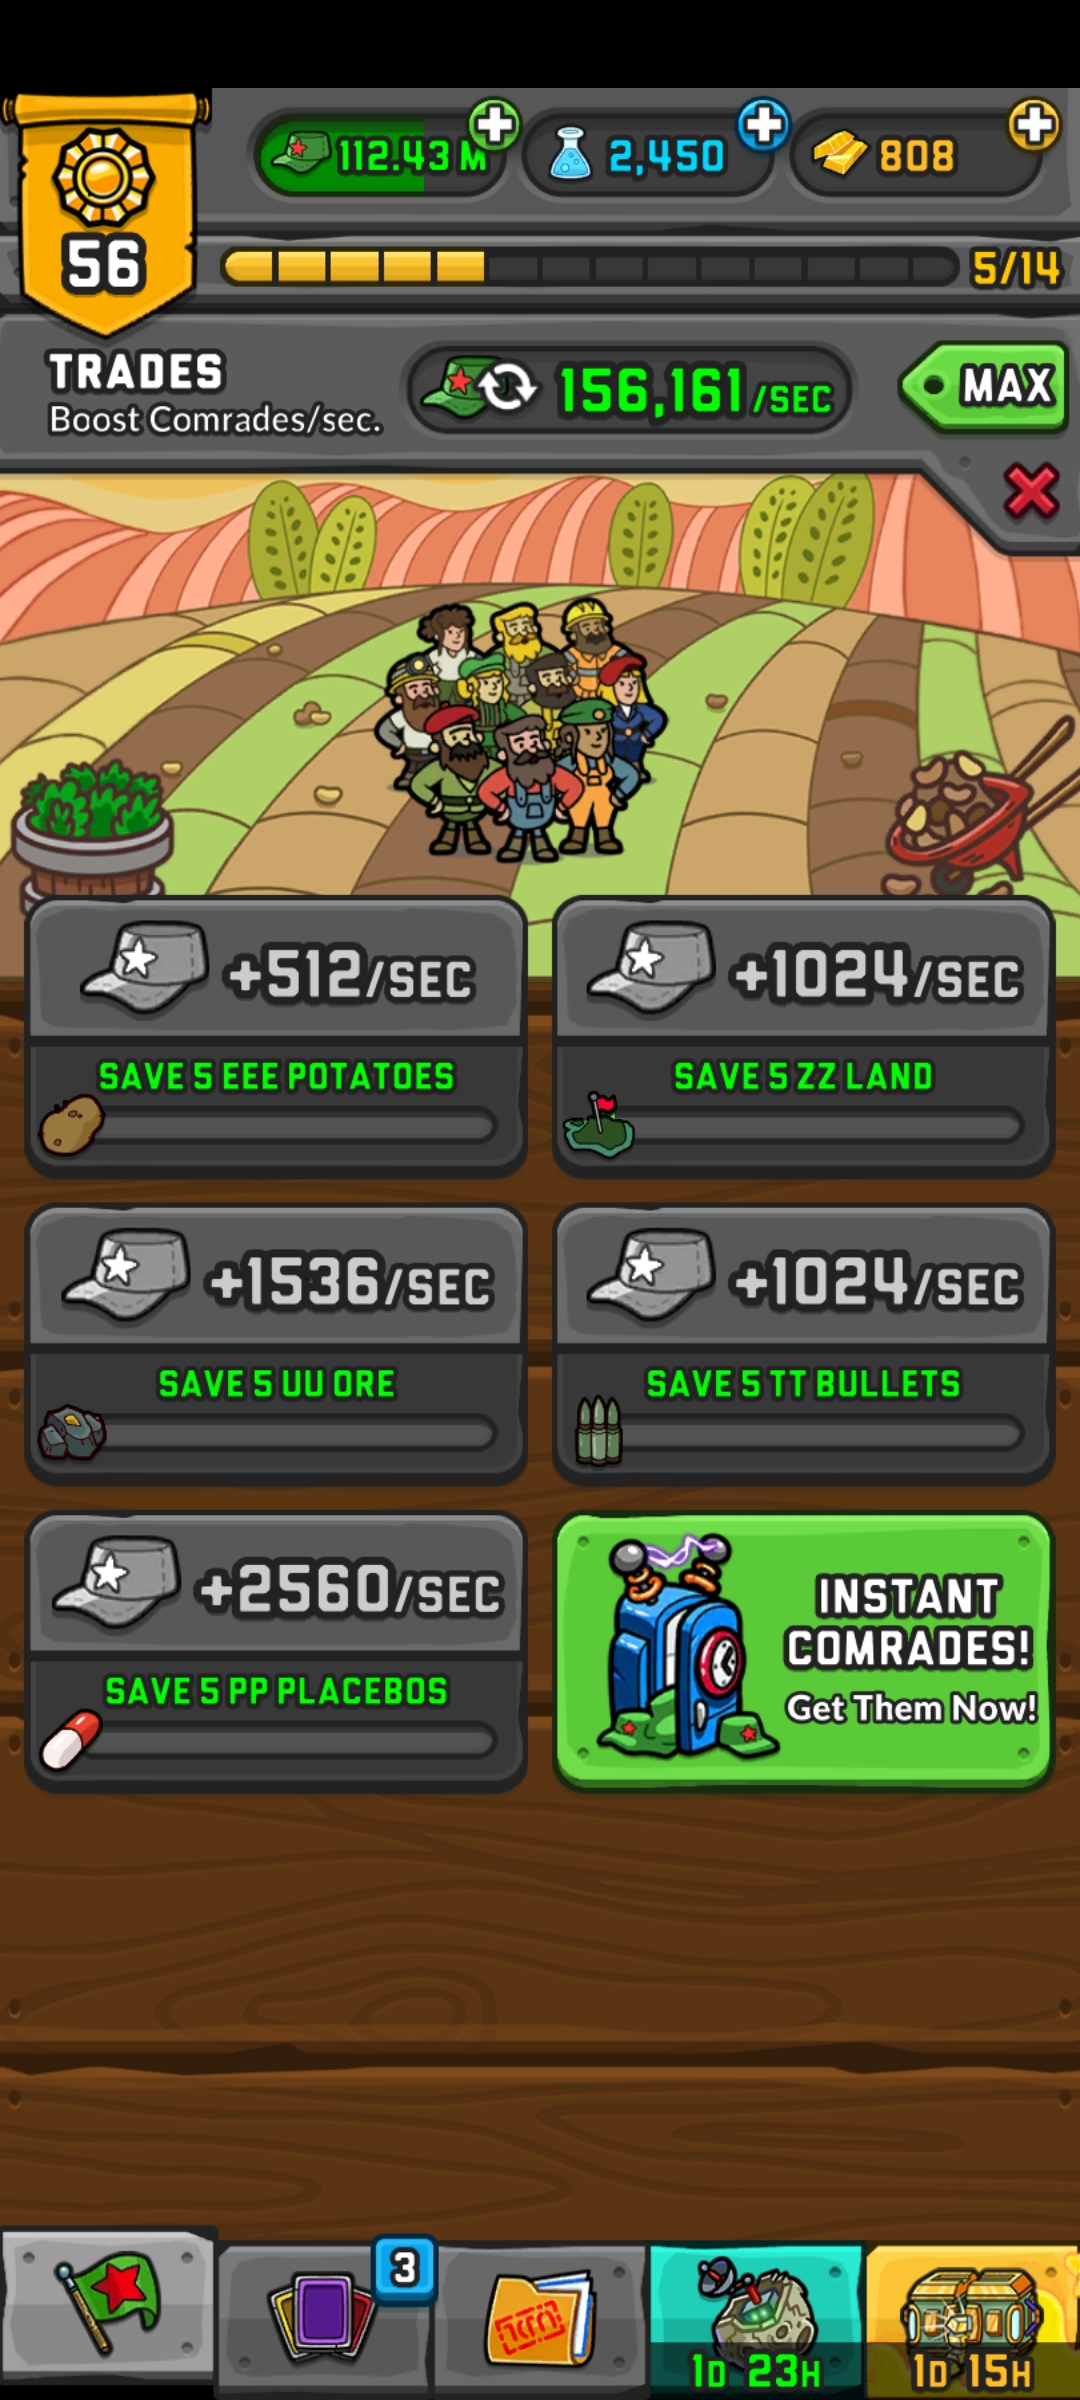 112.43 M
2,450
808
56
5/14
TRADES
Boost Comrades/sec.
156,161/SEC
MAX
+512/SEC
SAVE 5 EEE POTATOES
+1024/SEC
SAVE 5 ZZ LAND
+1536/SEC
SAVE 5 UU ORE
+1024/SEC
SAVE 5 TT BULLETS
+2560/SEC
SAVE 5 PP PLACEBOS
INSTANT
COMRADES!
Get Them Now!
3
1D 23H
1D 15H